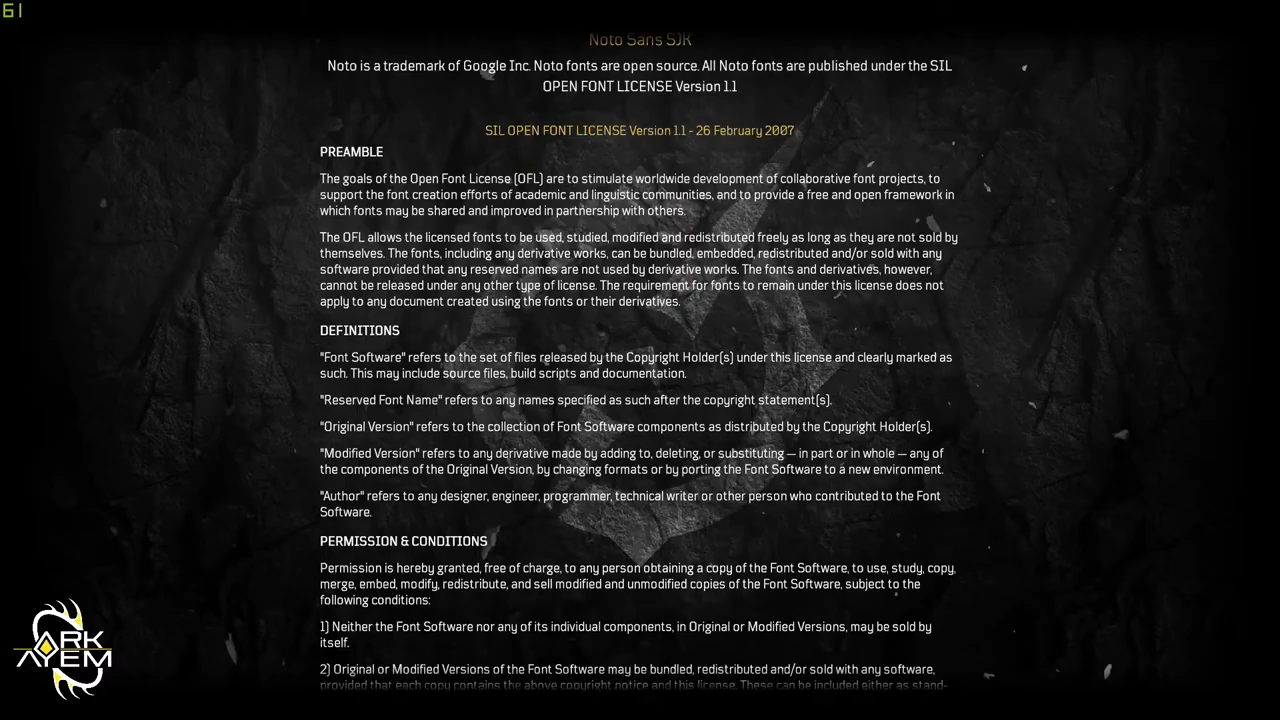 61
Noto Sans SJK
Noto is a trademark of Google Inc. Noto fonts are open source. All Noto fonts are published under the SIL
OPEN FONT LICENSE Version 1.1
SIL OPEN FONT LICENSE Version 1.1 - 26 February 2007
PREAMBLE
The goals of the Open Font License (OFL) are to stimulate worldwide development of collaborative font projects, to
support the font creation efforts of academic and linguistic communities, and to provide a free and open framework in
which fonts may be shared and improved in partnership with others.
The OFL allows the licensed fonts to be used, studied, modified and redistributed freely as long as they are not sold by
themselves. The fonts, including any derivative works, can be bundled, embedded, redistributed and/or sold with any
software provided that any reserved names are not used by derivative works. The fonts and derivatives, however,
cannot be released under any other type of license. The requirement for fonts to remain under this license does not
apply to any document created using the fonts or their derivatives.
DEFINITIONS
"Font Software" refers to the set of files released by the Copyright Holder(s) under this license and clearly marked as
such. This may include source files, build scripts and documentation.
"Reserved Font Name" refers to any names specified as such after the copyright statement(s).
"Original Version" refers to the collection of Font Software components as distributed by the Copyright Holder(s).
"Modified Version" refers to any derivative made by adding to, deleting, or substituting — in part or in whole — any of
the components of the Original Version, by changing formats or by porting the Font Software to a new environment.
"Author" refers to any designer, engineer, programmer, technical writer or other person who contributed to the Font
Software.
PERMISSION & CONDITIONS
Permission is hereby granted, free of charge, to any person obtaining a copy of the Font Software, to use, study, copy,
merge, embed, modify, redistribute, and sell modified and unmodified copies of the Font Software, subject to the
following conditions:
1) Neither the Font Software nor any of its individual components, in Original or Modified Versions, may be sold by
itself.
2) Original or Modified Versions of the Font Software may be bundled, redistributed and/or sold with any software,
provided that each copy contains the above copyright notice and this license. These can be included either as stand-
ARK
AYEM